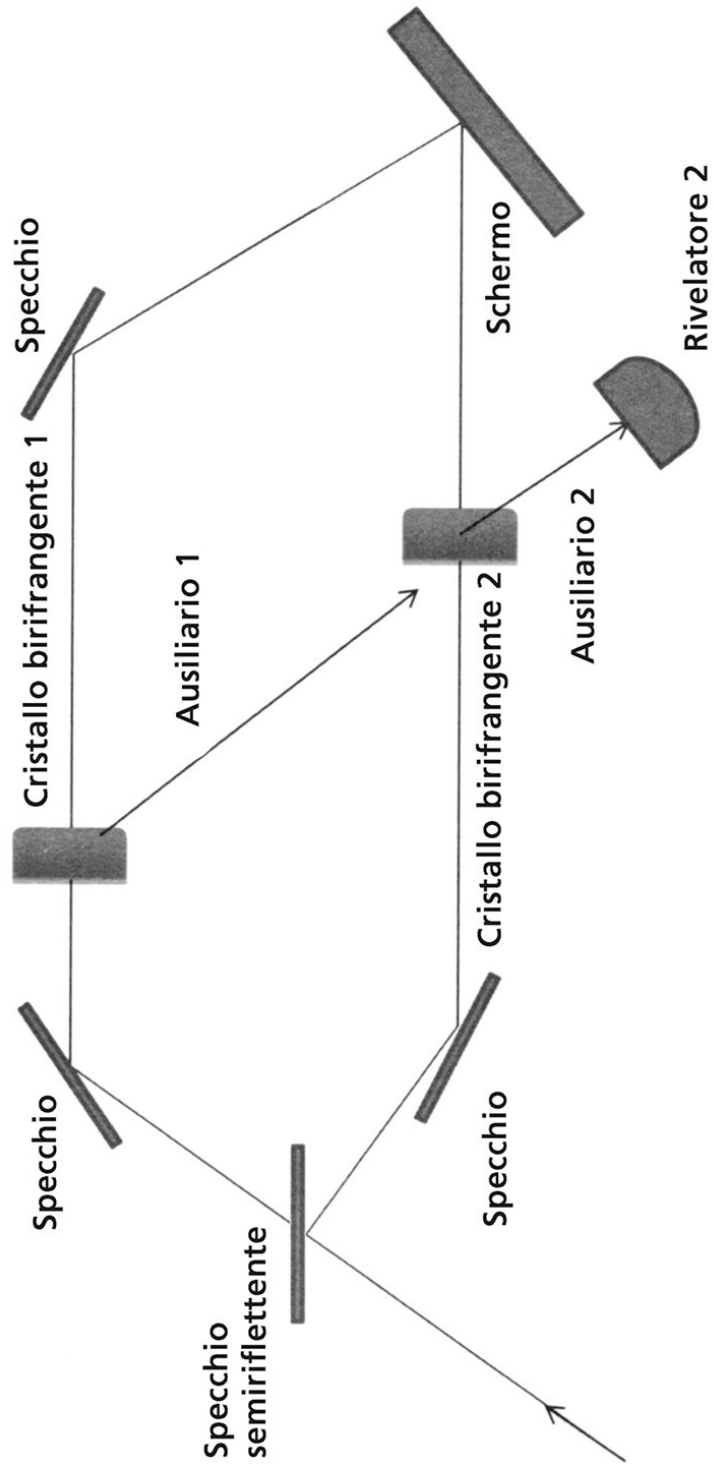 Specchio
Cristallo birifrangente 1
Specchio
Ausiliario 1
Specchio
semiriflettente
Specchio
Cristallo birifrangente 2
Schermo
Ausiliario 2
Rivelatore 2